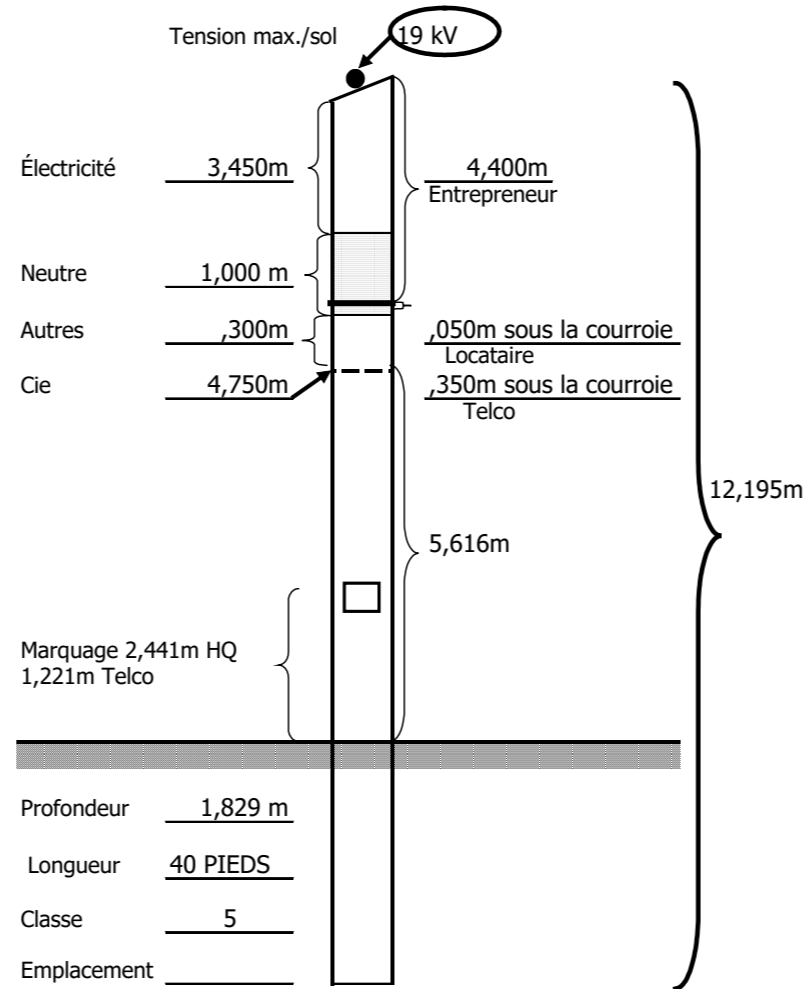 Tension max./sol 19 kV
Électricité 3,450m 4,400m
Entrepreneur
Neutre 1,000 m
Autres ,300m ,050m sous la courroie
Locataire
Cie 4,750m ,350m sous la courroie
Telco
12,195m
5,616m
Marquage 2,441m HQ
1,221m Telco
Profondeur 1,829 m
Longueur 40 PIEDS
Classe 5
Emplacement